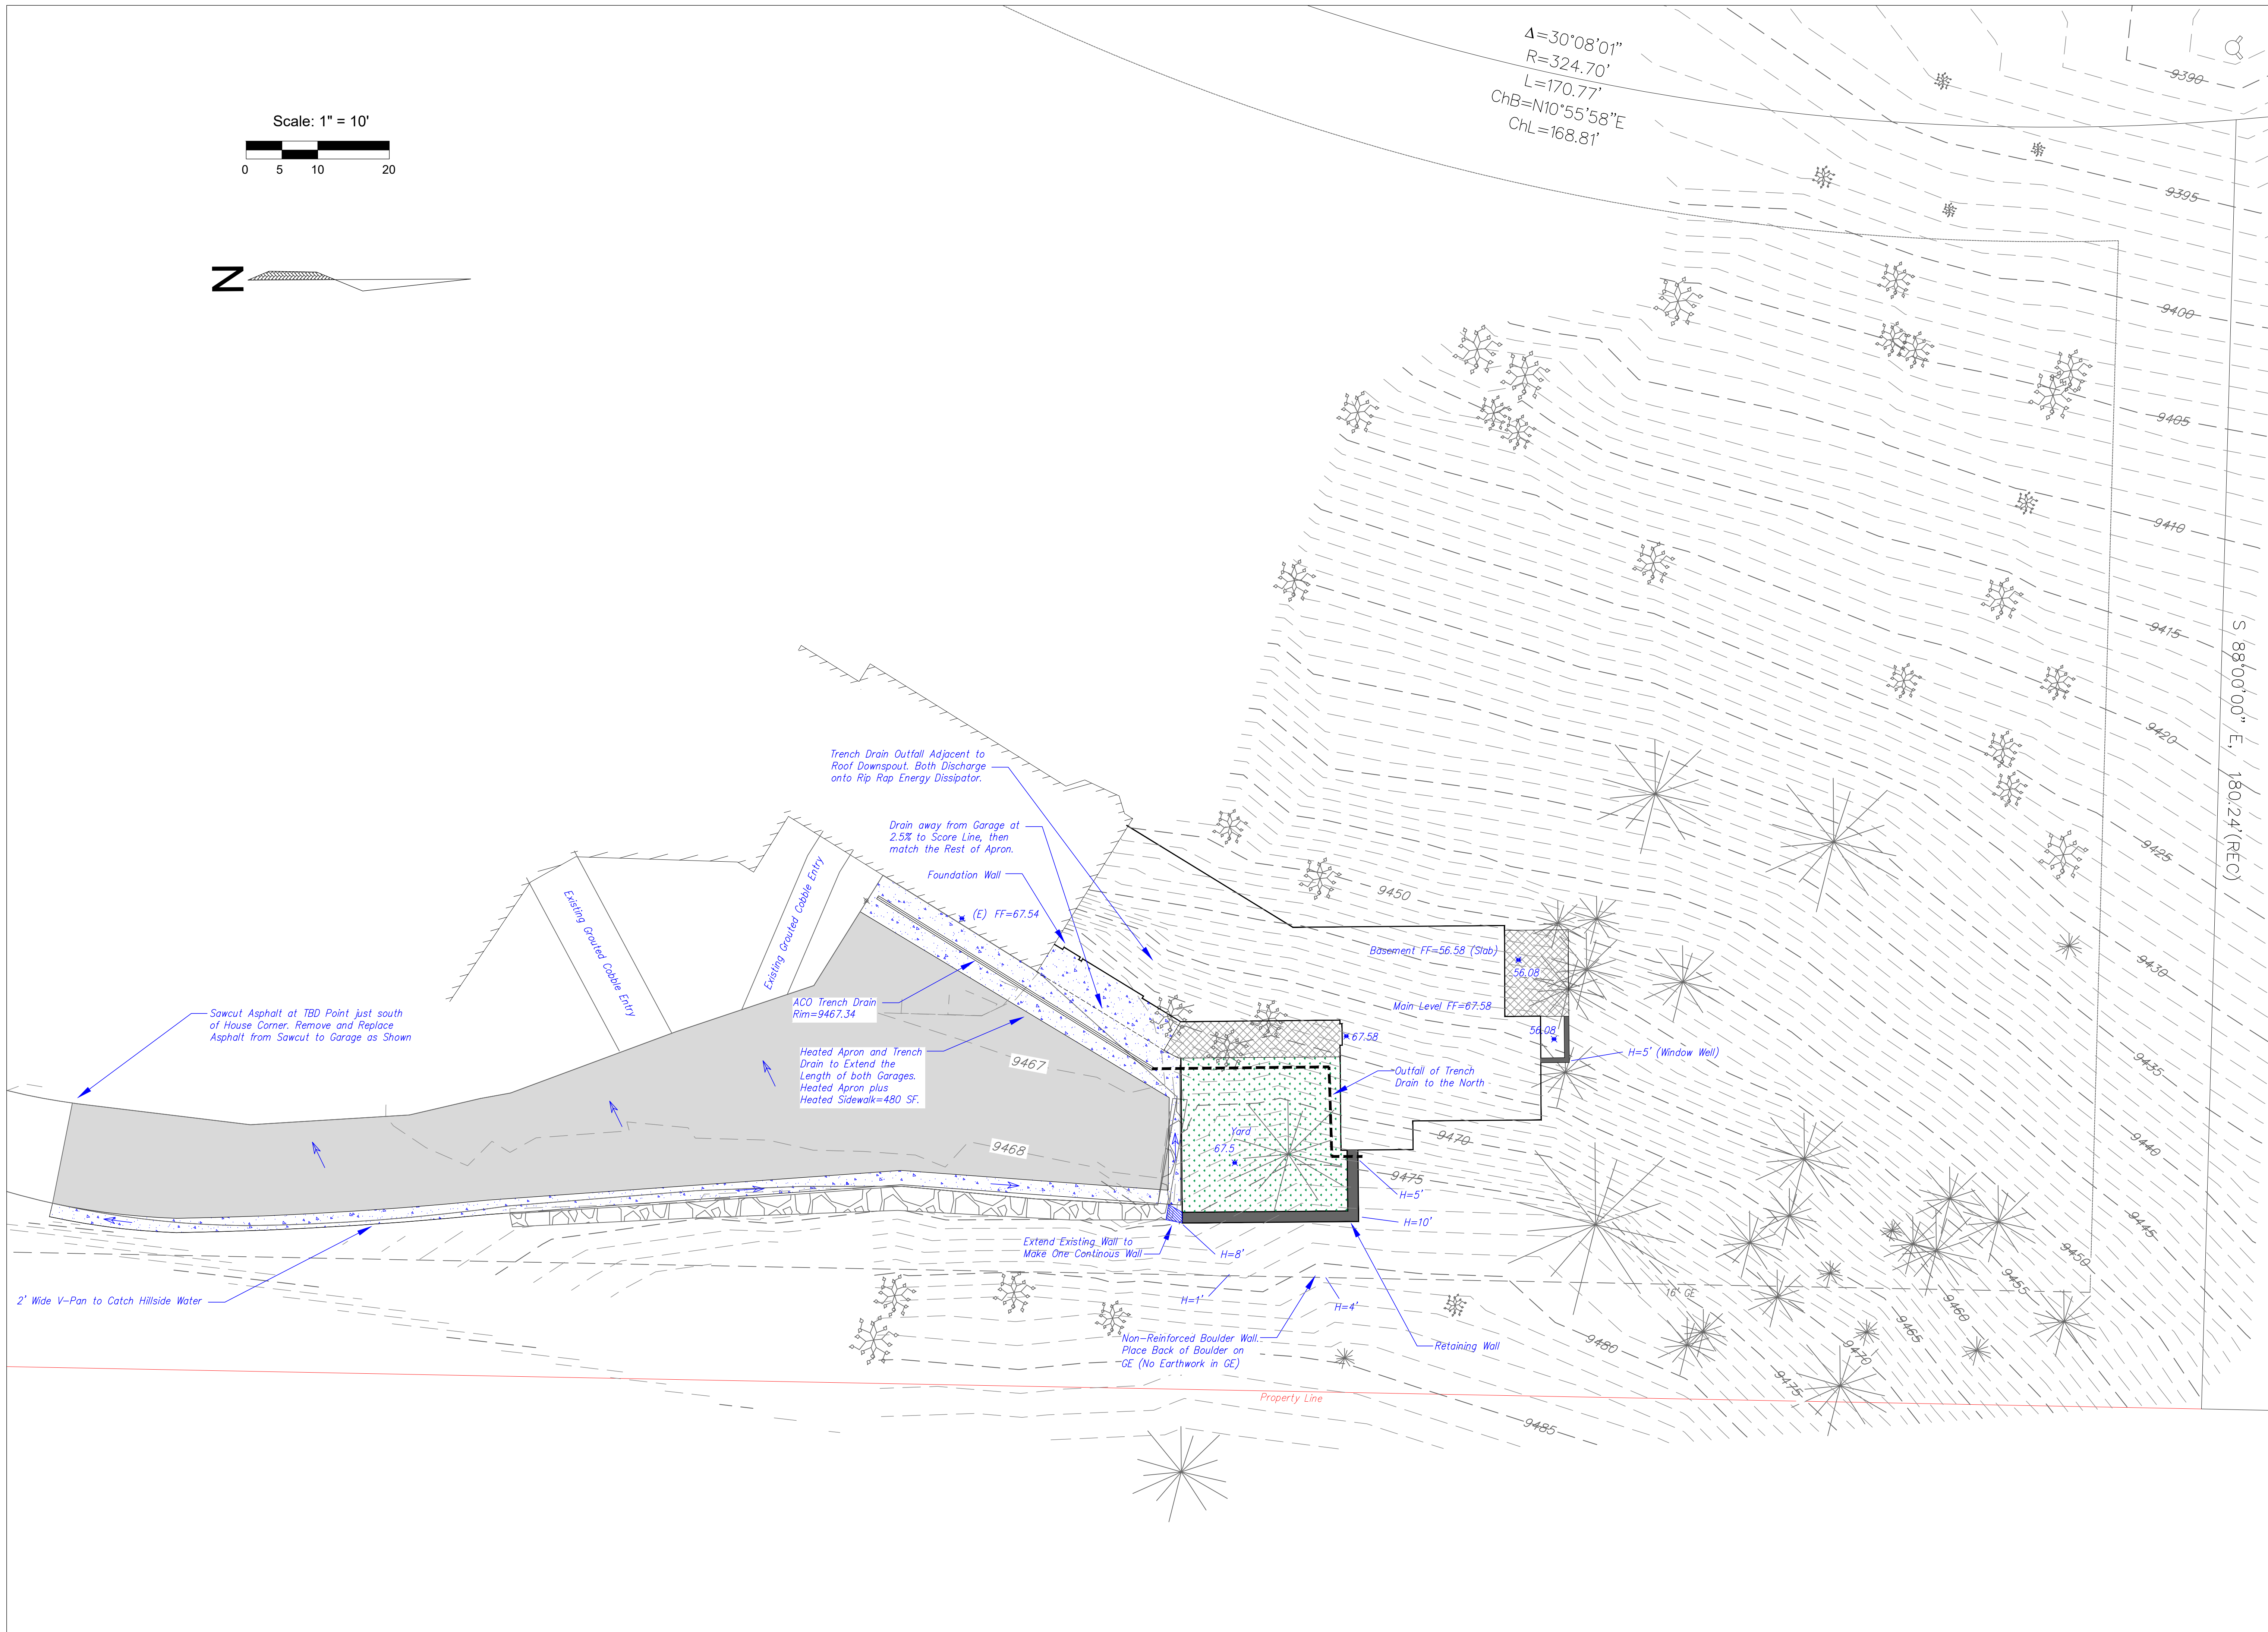 Δ=30°08'01"
R=324.70'
L=170.77'
ChB=N10°55'58"E
ChL=168.81'
Scale: 1" = 10'
0 5 10 20
N
9390
9395
9400
9405
9410
9415
9420
9425
9430
9435
9440
9445
9450
9455
9460
9465
9470
9475
S 88°00'00" E, 180.24'(REC)
Trench Drain Outfall Adjacent to
Roof Downspout. Both Discharge
onto Rip Rap Energy Dissipator.
Drain away from Garage at
2.5% to Score Line, then
match the Rest of Apron.
Foundation Wall
(E) FF=67.54
Existing Grouted Cobble Entry
Existing Grouted Cobble Entry
9450
Basement FF=56.58 (Slab)
56.08
Main Level FF=67.58
56.08
67.58
H=5' (Window Well)
ACO Trench Drain
Rim=9467.34
Sawcut Asphalt at TBD Point just south
of House Corner. Remove and Replace
Asphalt from Sawcut to Garage as Shown
Heated Apron and Trench
Drain to Extend the
Length of both Garages.
Heated Apron plus
Heated Sidewalk=480 SF.
9467
Outfall of Trench
Drain to the North
9468
Yard
67.5
9470
9475
H=5'
H=10'
Extend Existing Wall to
Make One Continous Wall
H=8'
2' Wide V-Pan to Catch Hillside Water
H=1'
H=4'
16' GE
Non-Reinforced Boulder Wall.
Place Back of Boulder on
GE (No Earthwork in GE)
Retaining Wall
9480
Property Line
9485